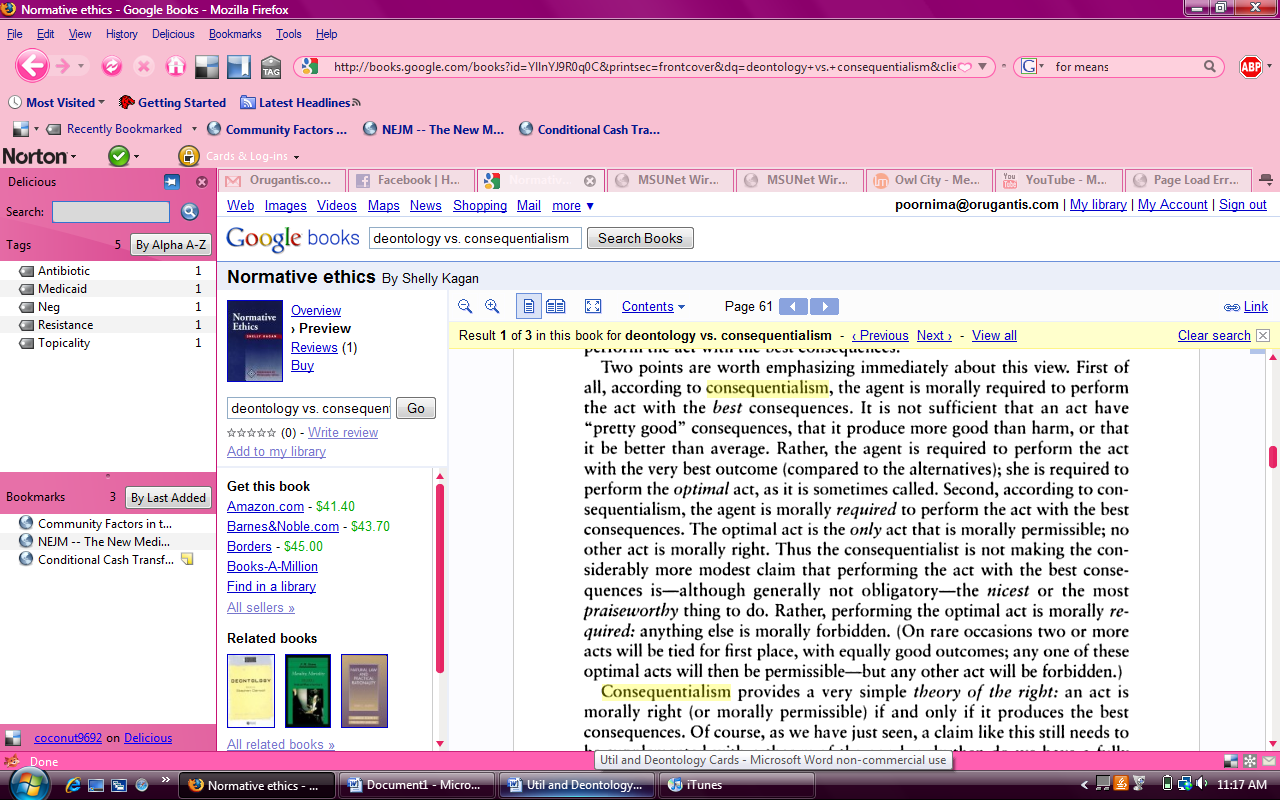 Normative ethics - Google Books - Mozilla Firefox
File Edit View History Delicious Bookmarks Tools Help
TAG http://books.google.com/books?id=YIInYJ9R0q0C&printsec=frontcover&dq=deontology+vs.+consequentialism&clie G for means ABP
Most Visited Getting Started Latest Headlines
Recently Bookmarked Community Factors ... NEJM -- The New M... Conditional Cash Tra...
Norton Cards & Log-ins
Delicious
Search:
Tags 5 By Alpha A-Z
Antibiotic 1
Medicaid 1
Neg 1
Resistance 1
Topicality 1
Bookmarks 3 By Last Added
Community Factors in t...
NEJM -- The New Medi...
Conditional Cash Transf...
coconut9692 on Delicious
Orugantis.co... Facebook | H... Normativ... MSUNet Wir... MSUNet Wir... Owl City - Me... YouTube - M... Page Load Err...
Web Images Videos Maps News Shopping Mail more ▼ poornima@orugantis.com | My library | My Account | Sign out
Google books deontology vs. consequentialism Search Books
Normative ethics By Shelly Kagan
Normative Ethics
SHELLY KAGAN
Overview
› Preview
Reviews (1)
Buy
deontology vs. consequent Go
(0) - Write review
Add to my library
Get this book
Amazon.com - $41.40
Barnes&Noble.com - $43.70
Borders - $45.00
Books-A-Million
Find in a library
All sellers »
Related books
DEONTOLOGY
All related books »
Contents Page 61 Link
Result 1 of 3 in this book for deontology vs. consequentialism - ‹ Previous Next › - View all Clear search
perform the act with the best consequences.
Two points are worth emphasizing immediately about this view. First of
all, according to consequentialism, the agent is morally required to perform
the act with the best consequences. It is not sufficient that an act have
“pretty good” consequences, that it produce more good than harm, or that
it be better than average. Rather, the agent is required to perform the act
with the very best outcome (compared to the alternatives); she is required to
perform the optimal act, as it is sometimes called. Second, according to con-
sequentialism, the agent is morally required to perform the act with the best
consequences. The optimal act is the only act that is morally permissible; no
other act is morally right. Thus the consequentialist is not making the con-
siderably more modest claim that performing the act with the best conse-
quences is—although generally not obligatory—the nicest or the most
praiseworthy thing to do. Rather, performing the optimal act is morally re-
quired: anything else is morally forbidden. (On rare occasions two or more
acts will be tied for first place, with equally good outcomes; any one of these
optimal acts will then be permissible—but any other act will be forbidden.)
Consequentialism provides a very simple theory of the right: an act is
morally right (or morally permissible) if and only if it produces the best
consequences. Of course, as we have just seen, a claim like this still needs to
Util and Deontology Cards - Microsoft Word non-commercial use
Done
Normative ethics - ... Document1 - Micro... Util and Deontology... iTunes 11:17 AM